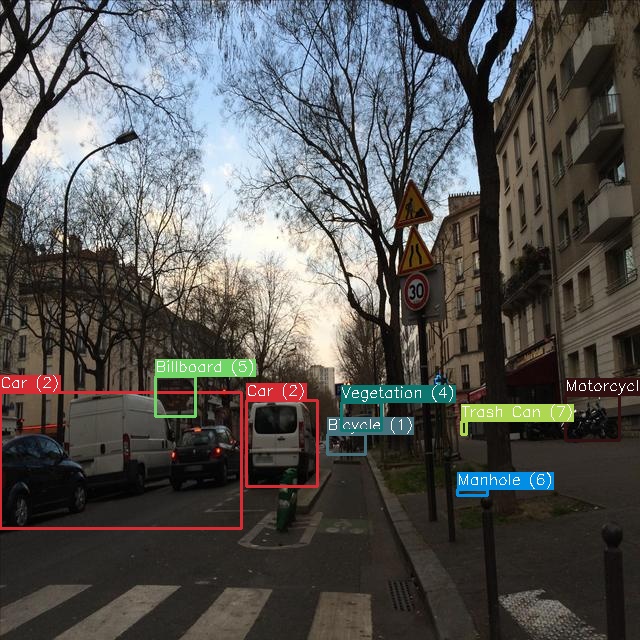 30
Billboard (5)
Car (2)
Car (2)
Vegetation (4)
Motorcycl
Trash Can (7)
Bicycle (1)
Manhole (6)